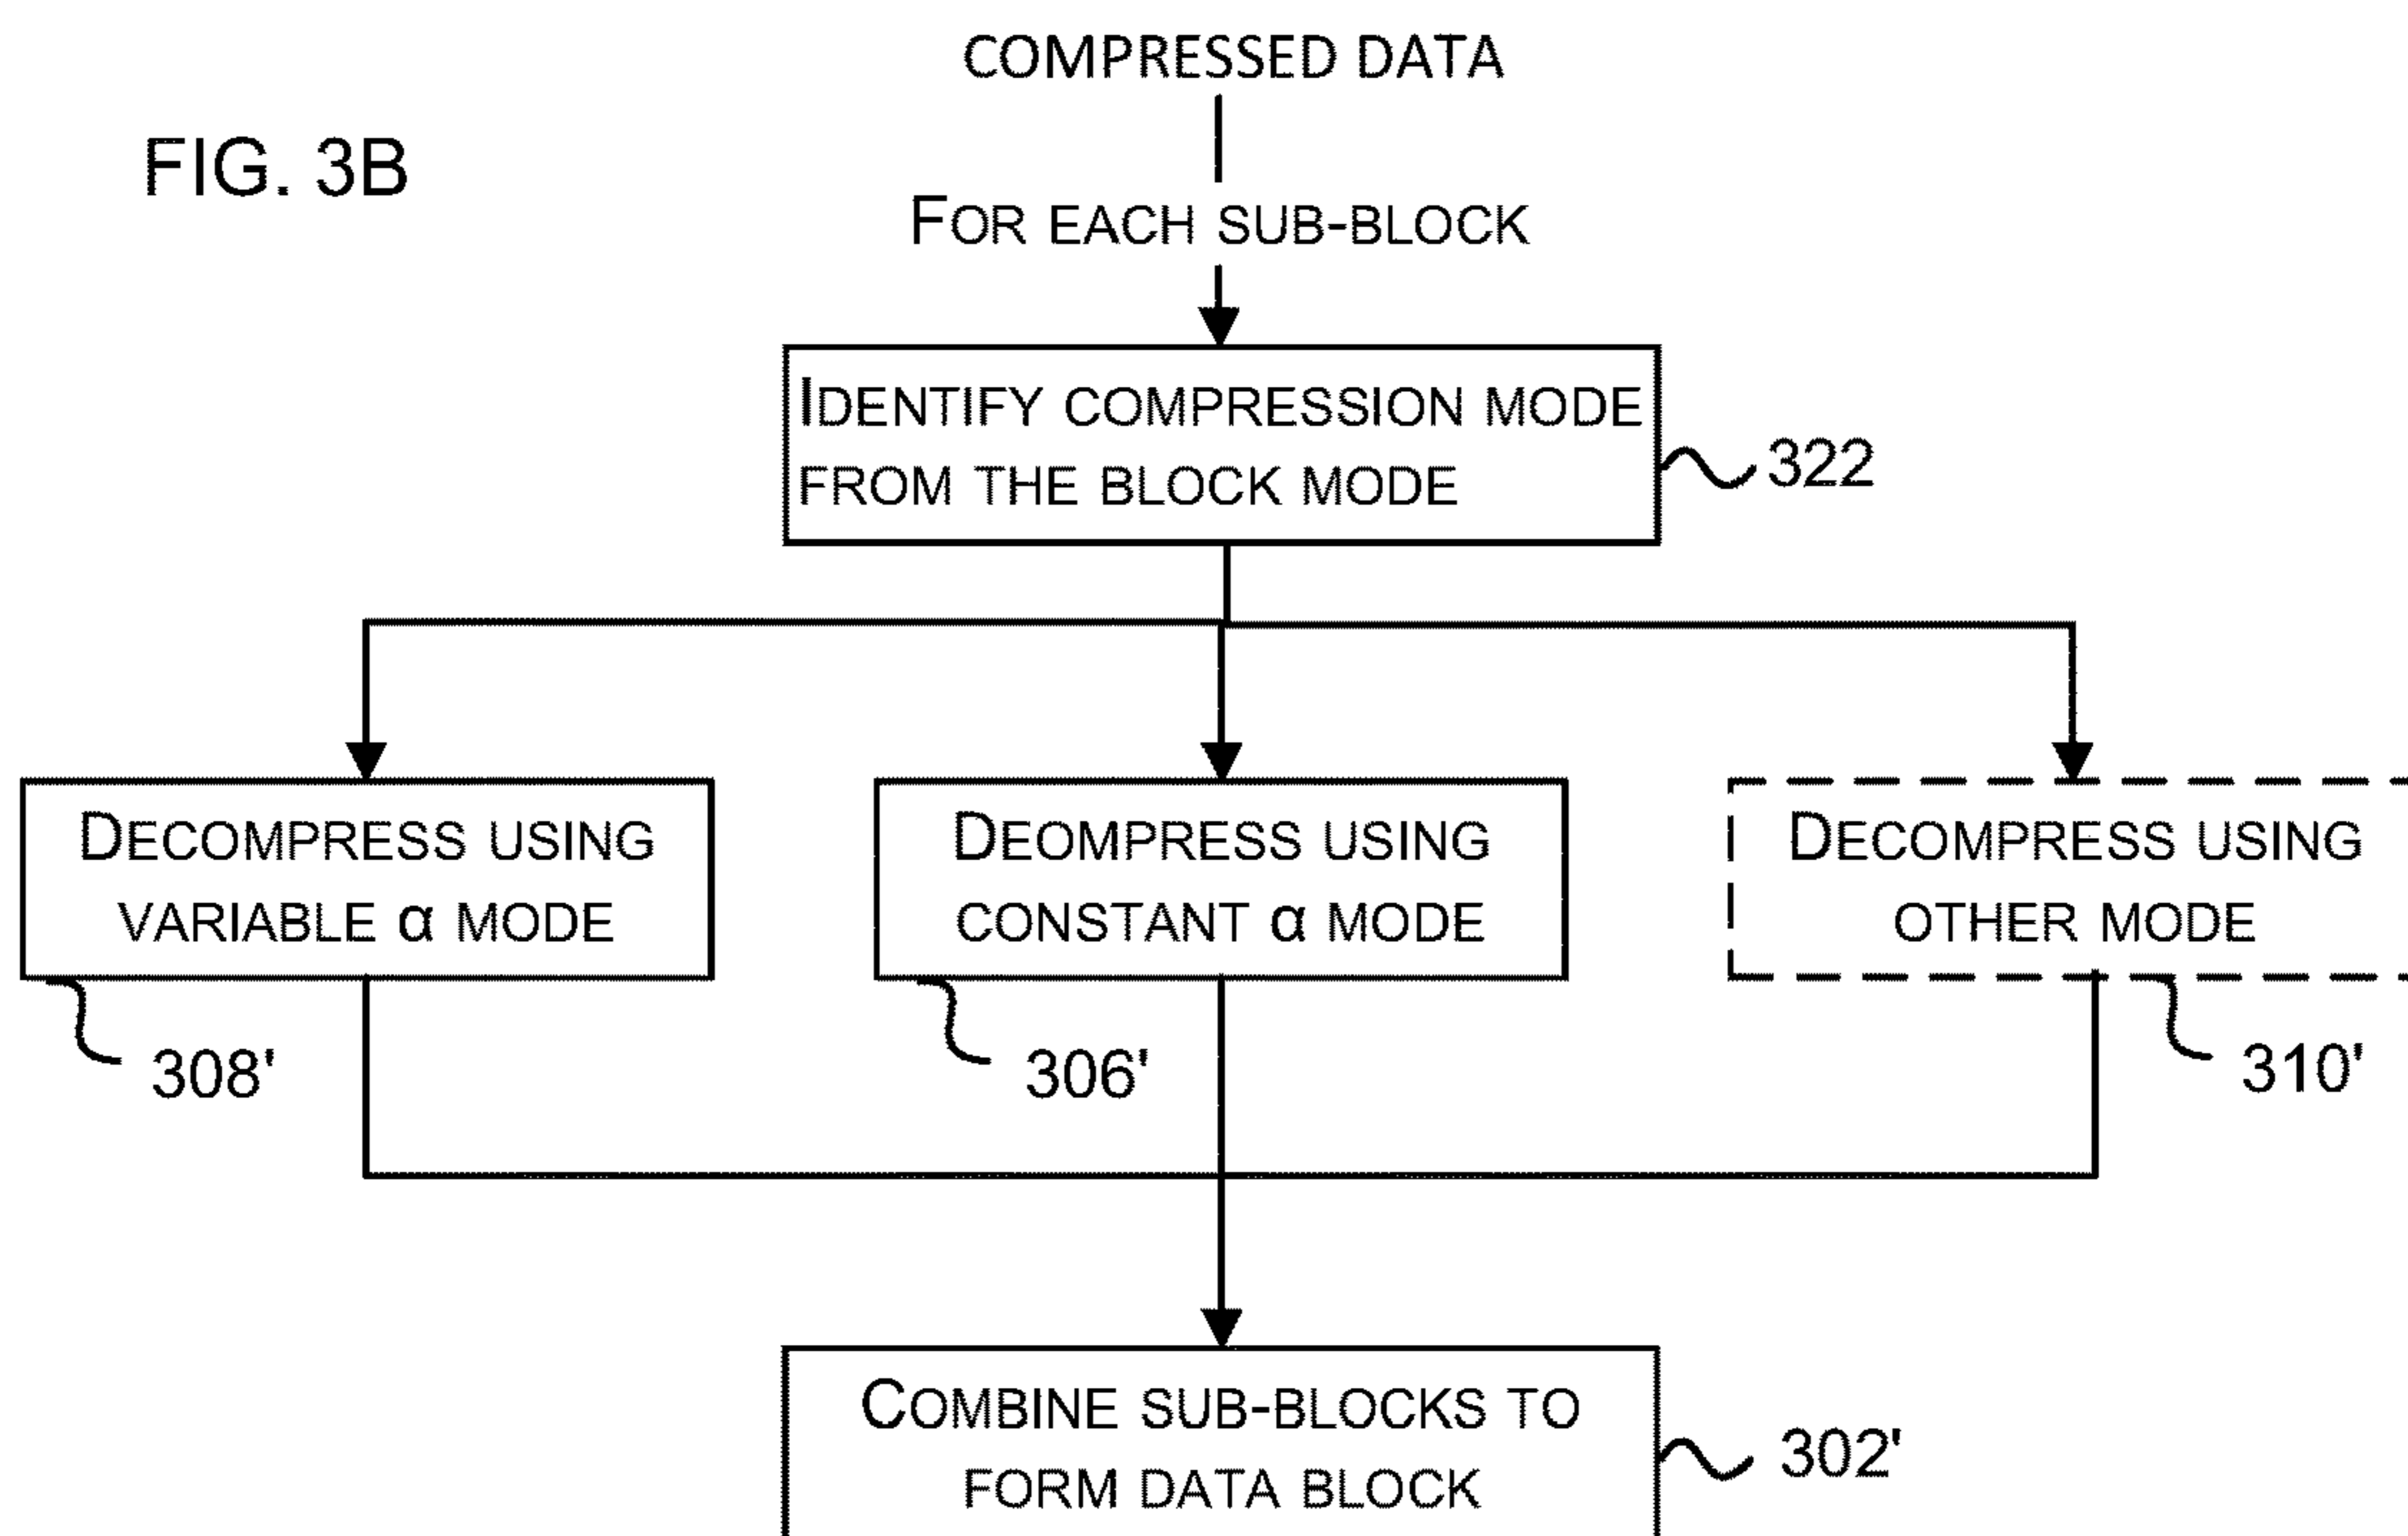 COMPRESSED DATA
FIG. 3B
FOR EACH SUB-BLOCK
IDENTIFY COMPRESSION MODE
FROM THE BLOCK MODE
322
DECOMPRESS USING
VARIABLE α MODE
308'
DEOMPRESS USING
CONSTANT α MODE
306'
DECOMPRESS USING
OTHER MODE
310'
COMBINE SUB-BLOCKS TO
FORM DATA BLOCK
302'